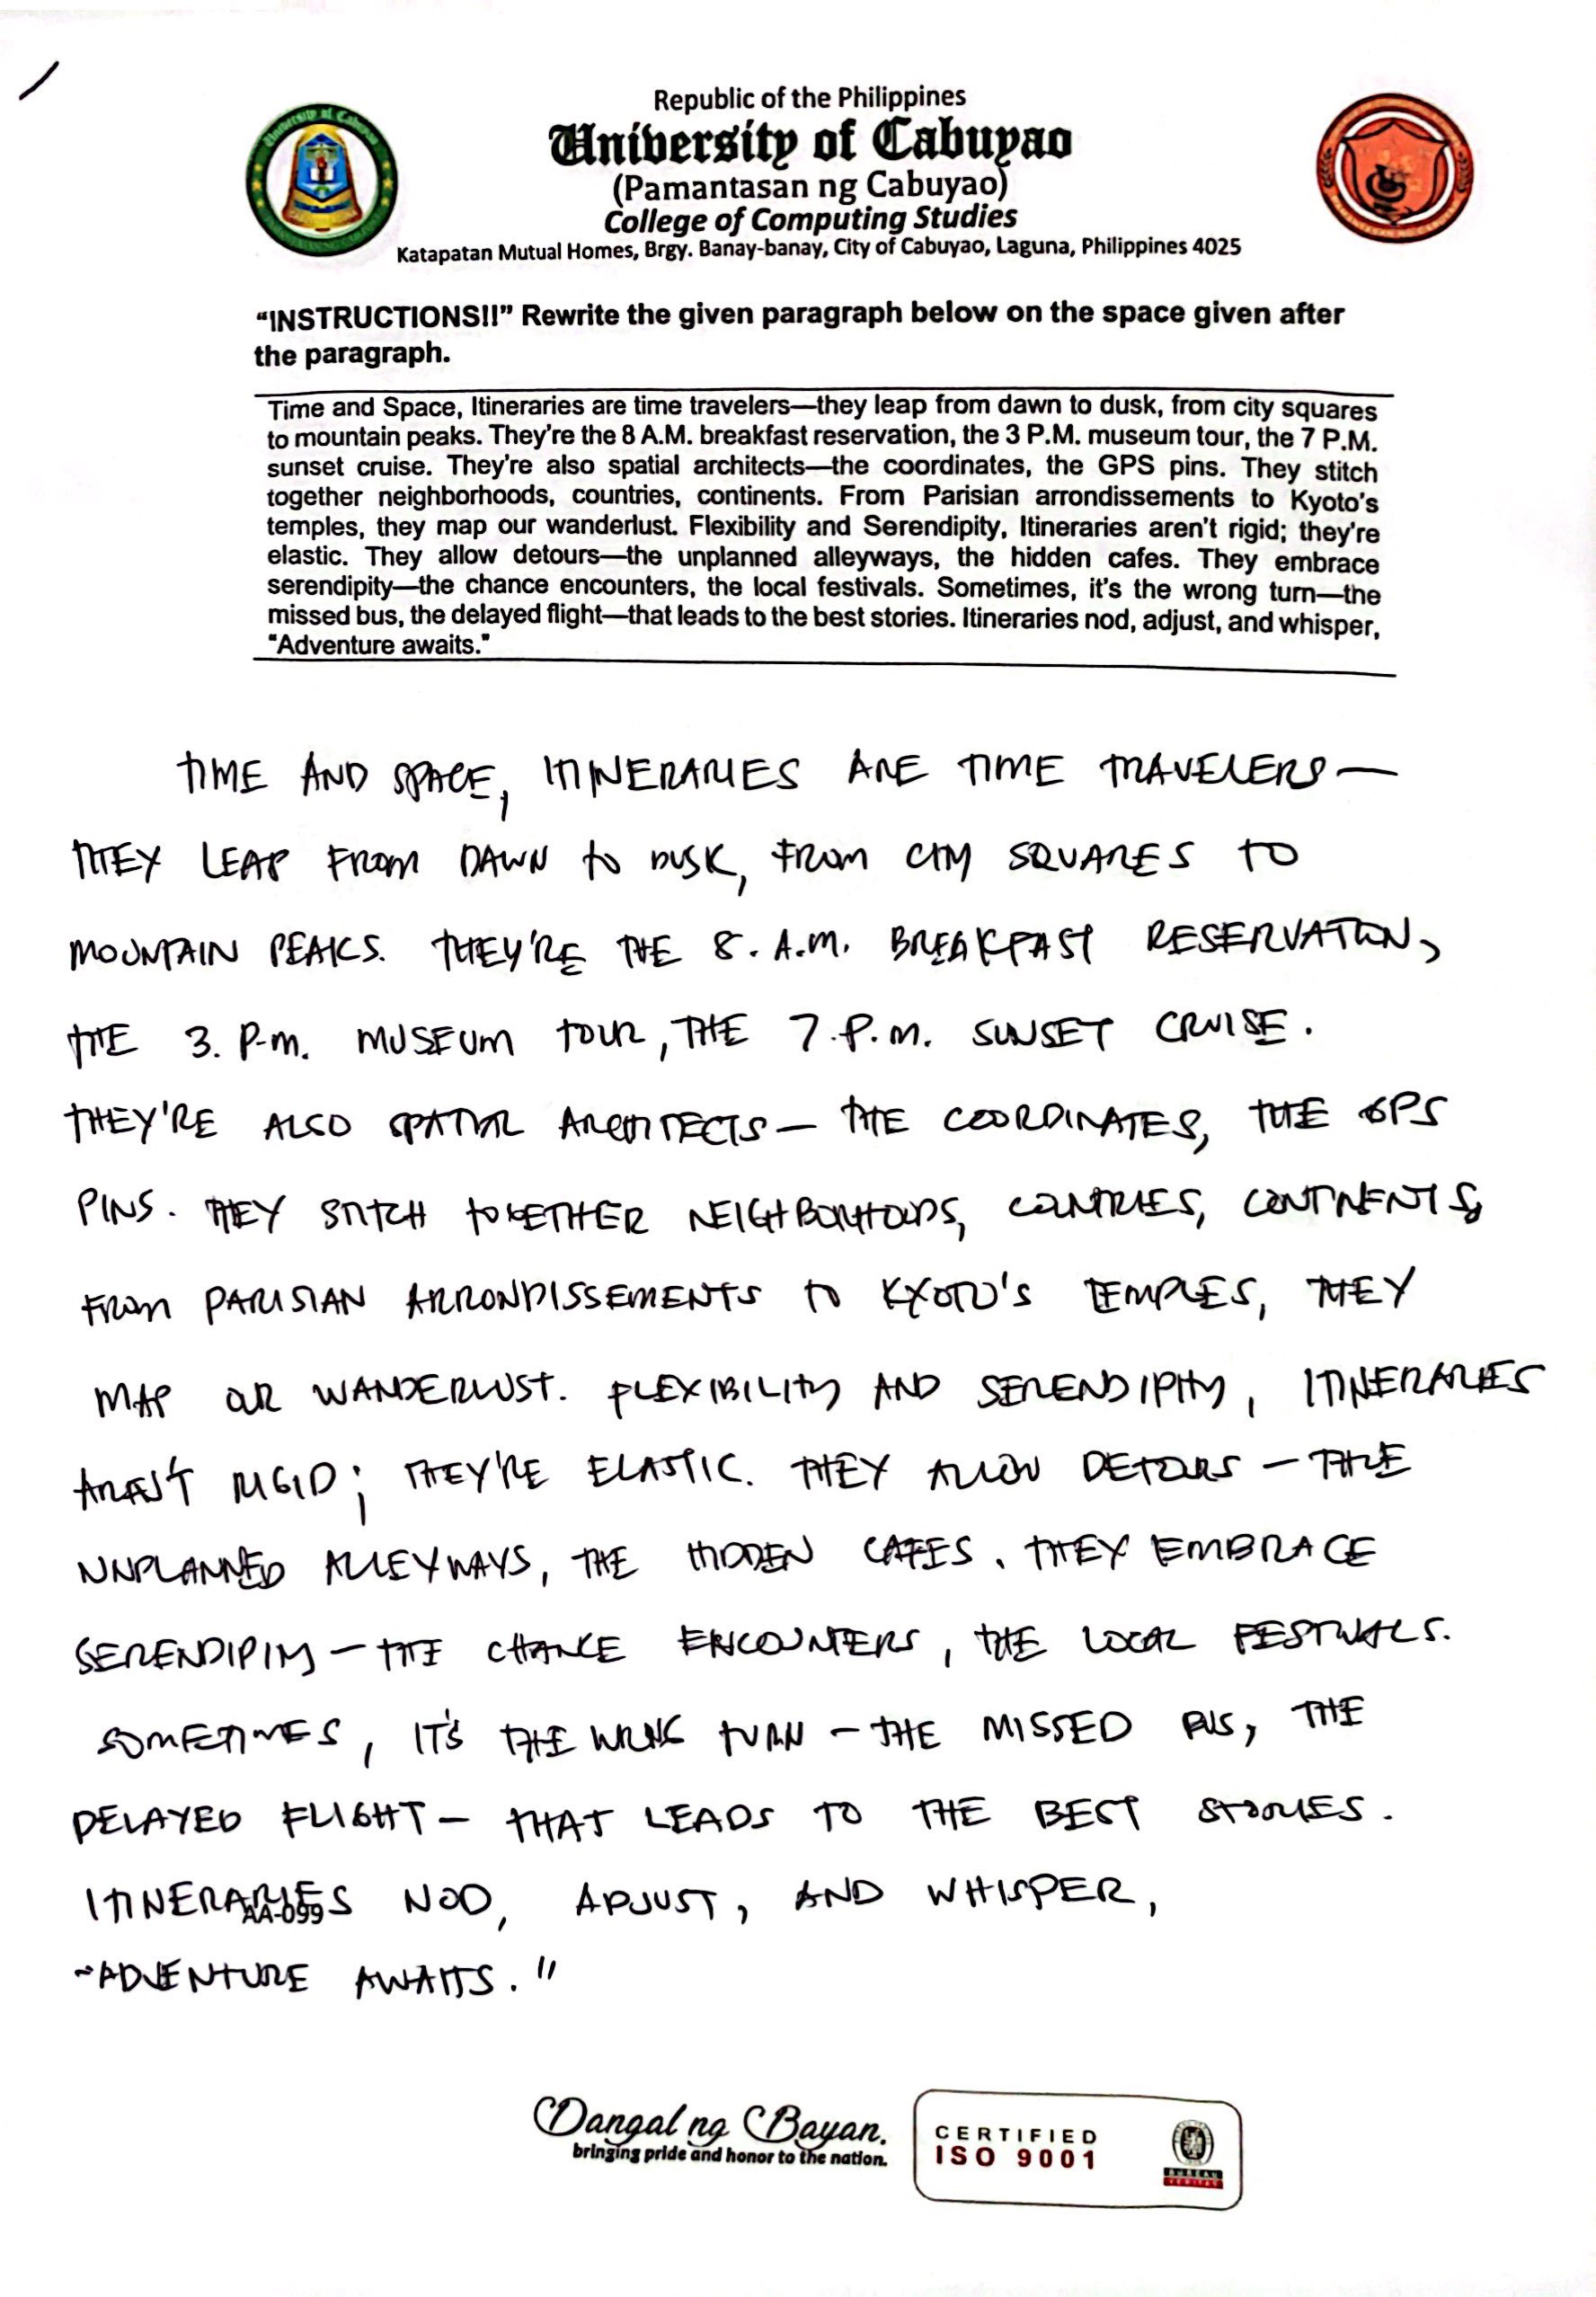 Republic of the Philippines
University of Cabuyao
(Pamantasan ng Cabuyao)
College of Computing Studies
Katapatan Mutual Homes, Brgy. Banay-banay, City of Cabuyao, Laguna, Philippines 4025
“INSTRUCTIONS!!” Rewrite the given paragraph below on the space given after
the paragraph.
Time and Space, Itineraries are time travelers—they leap from dawn to dusk, from city squares
to mountain peaks. They're the 8 A.M. breakfast reservation, the 3 P.M. museum tour, the 7 P.M.
sunset cruise. They're also spatial architects—the coordinates, the GPS pins. They stitch
together neighborhoods, countries, continents. From Parisian arrondissements to Kyoto's
temples, they map our wanderlust. Flexibility and Serendipity, Itineraries aren't rigid; they're
elastic. They allow detours—the unplanned alleyways, the hidden cafes. They embrace
serendipity—the chance encounters, the local festivals. Sometimes, it's the wrong turn—the
missed bus, the delayed flight—that leads to the best stories. Itineraries nod, adjust, and whisper,
"Adventure awaits."
TIME AND SPACE, ITINERARIES ARE TIME TRAVELERS—
THEY LEAP FROM DAWN TO DUSK, FROM CITY SQUARES TO
MOUNTAIN PEAKS. THEY'RE THE 8. A.M. BREAKFAST RESERVATION,
THE 3. P.M. MUSEUM TOUR, THE 7.P.M. SUNSET CRUISE.
THEY'RE ALSO SPATIAL ARCHITECTS— THE COORDINATES, THE GPS
PINS. THEY STITCH TOGETHER NEIGHBORHOODS, COUNTRIES, CONTINENTS,
FROM PARISIAN ARRONDISSEMENTS TO KYOTO'S TEMPLES, THEY
MAP OUR WANDERLUST. FLEXIBILITY AND SERENDIPITY, ITINERARIES
AREN'T RIGID; THEY'RE ELASTIC. THEY ALLOW DETOURS — THE
UNPLANNED ALLEYWAYS, THE HIDDEN CAFES. THEY EMBRACE
SERENDIPITY — THE CHANCE ENCOUNTERS, THE LOCAL FESTIVALS.
SOMETIMES, IT'S THE WRONG TURN — THE MISSED BUS, THE
DELAYED FLIGHT — THAT LEADS TO THE BEST STORIES.
ITINERARIES NOD, ADJUST, AND WHISPER,
AA-099
"ADVENTURE AWAITS."
Dangal ng Bayan.
bringing pride and honor to the nation.
CERTIFIED
ISO 9001
BUREAU
VERITAS